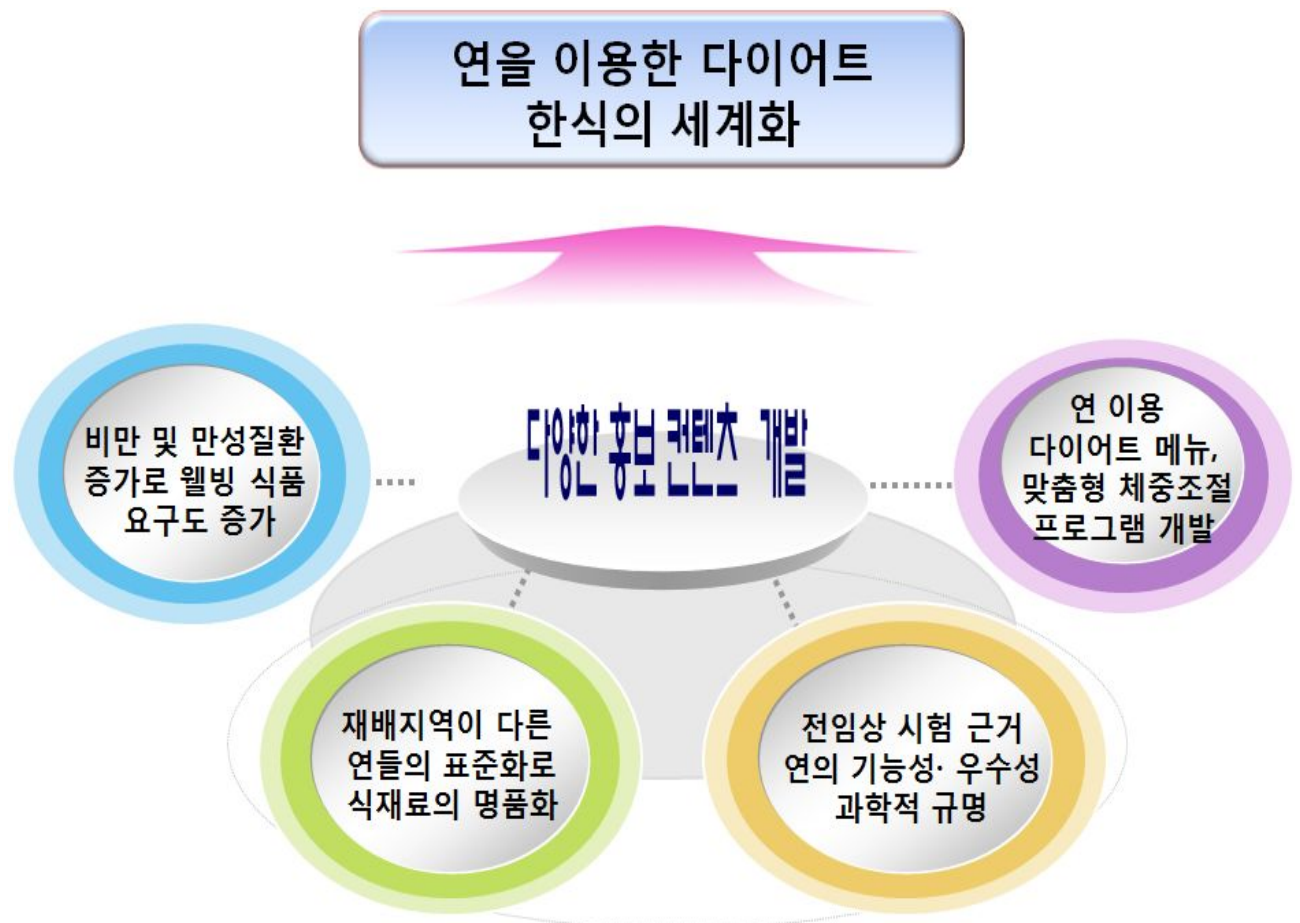 연을 이용한 다이어트
한식의 세계화
다양한 홍보 컨텐츠 개발
비만 및 만성질환
증가로 웰빙 식품
요구도 증가
연 이용
다이어트 메뉴,
맞춤형 체중조절
프로그램 개발
재배지역이 다른
연들의 표준화로
식재료의 명품화
전임상 시험 근거
연의 기능성· 우수성
과학적 규명